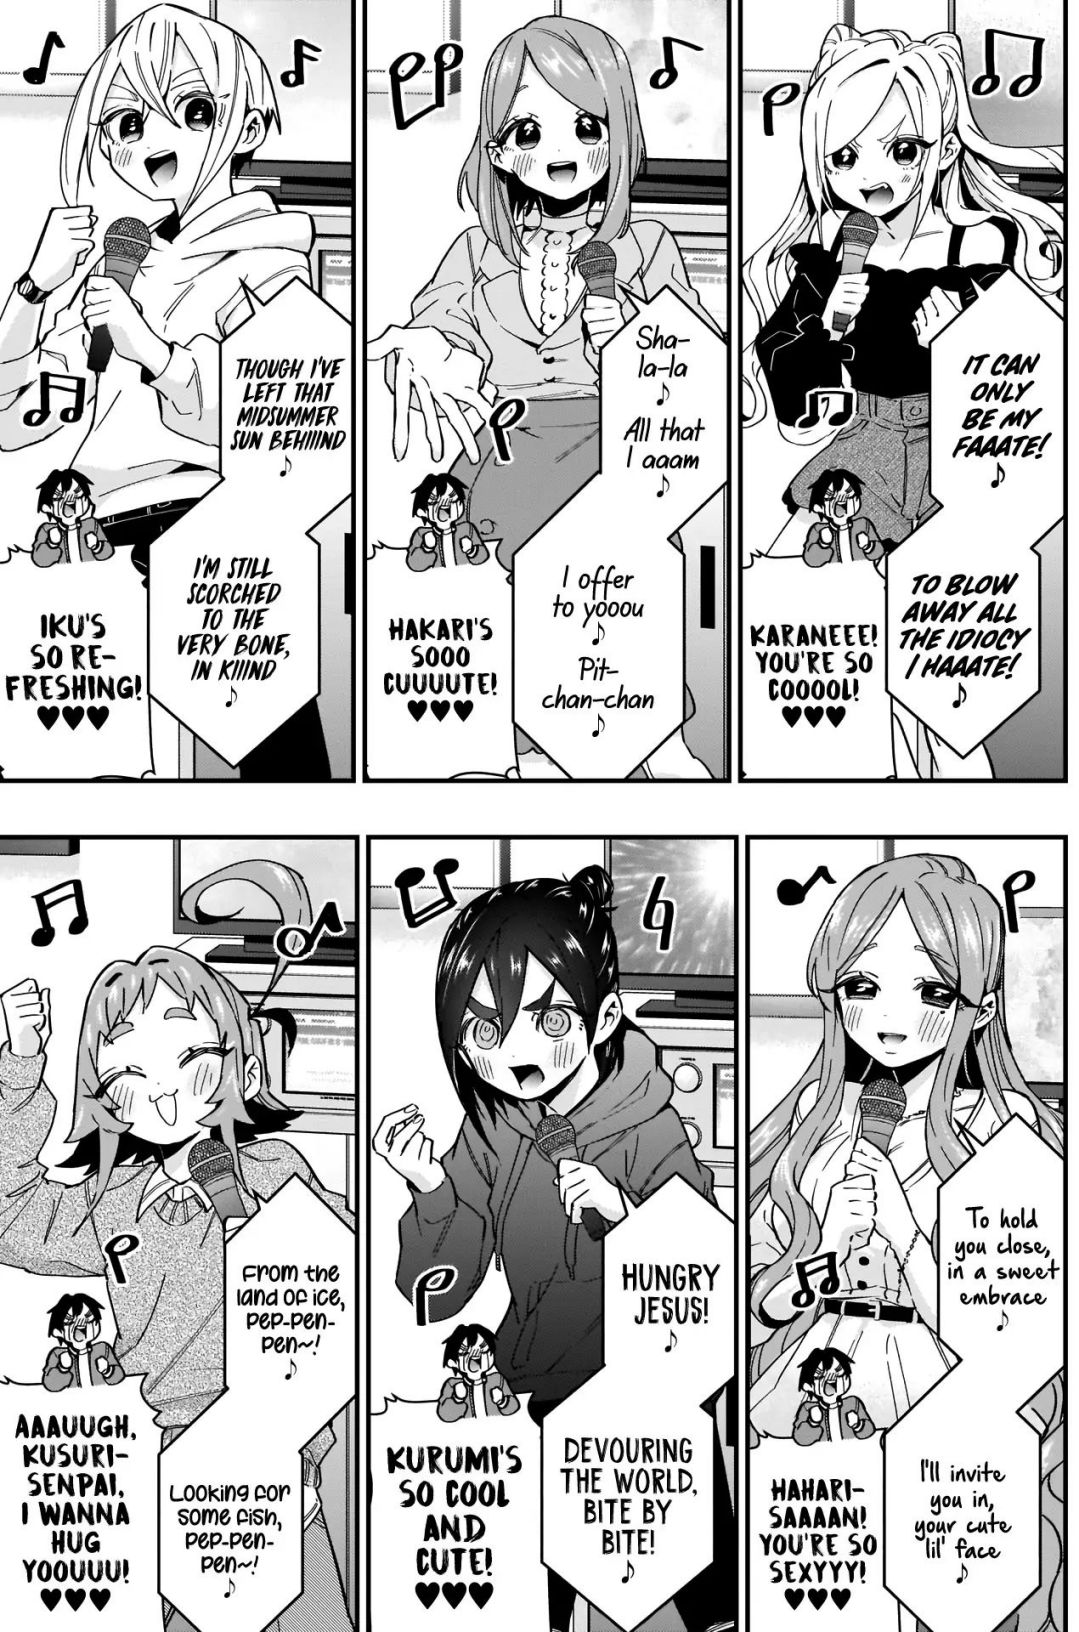 IT CAN
ONLY
BE MY
FAAATE!
TO BLOW
AWAY ALL
THE IDIOCY
I HAAATE!
KARANEEE!
YOU'RE SO
COOOOL!
♥♥♥
Sha-
la-la
All that
I aaam
I offer
to yooou
Pit-
chan-chan
HAKARI'S
SOOO
CUUUUTE!
♥♥♥
THOUGH I'VE
LEFT THAT
MIDSUMMER
SUN BEHIIIND
I'M STILL
SCORCHED
TO THE
VERY BONE,
IN KIIIND
IKU'S
SO RE-
FRESHING!
♥♥♥
To hold
you close,
in a sweet
embrace
I'll invite
you in,
your cute
lil' face
HAHARI-
SAAAAN!
YOU'RE SO
SEXYYY!
♥♥♥
HUNGRY
JESUS!
DEVOURING
THE WORLD,
BITE BY
BITE!
KURUMI'S
SO COOL
AND
CUTE!
♥♥♥
From the
land of ice,
pep-pen-
pen~!
Looking for
some fish,
pep-pen-
pen~!
AAAUUGH,
KUSURI-
SENPAI,
I WANNA
HUG
YOOUUUU!
♥♥♥